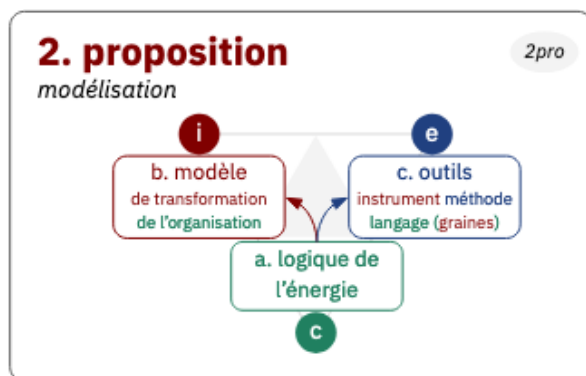 2. proposition
2pro
modélisation
i
e
b. modèle
de transformation
de l'organisation
c. outils
instrument méthode
langage (graines)
a. logique de
l'énergie
c